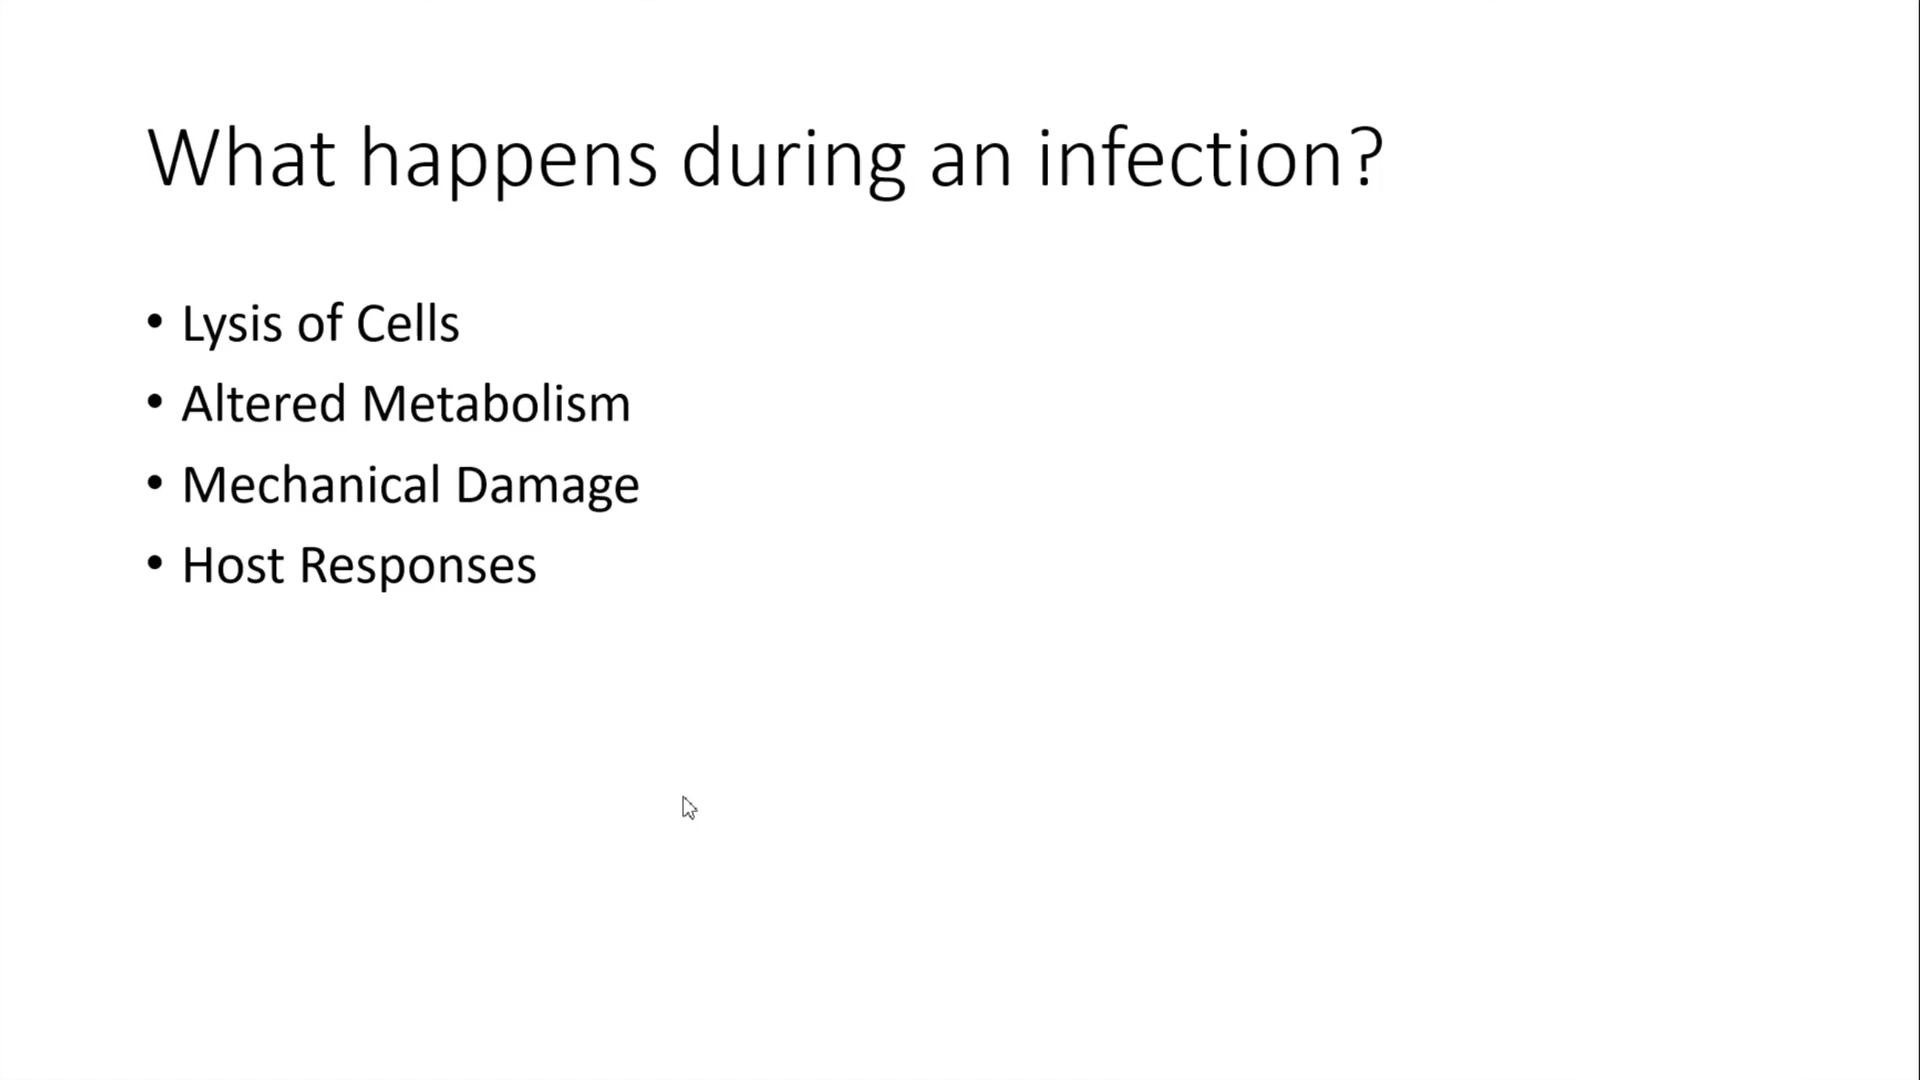 What happens during an infection?
• Lysis of Cells
• Altered Metabolism
• Mechanical Damage
• Host Responses